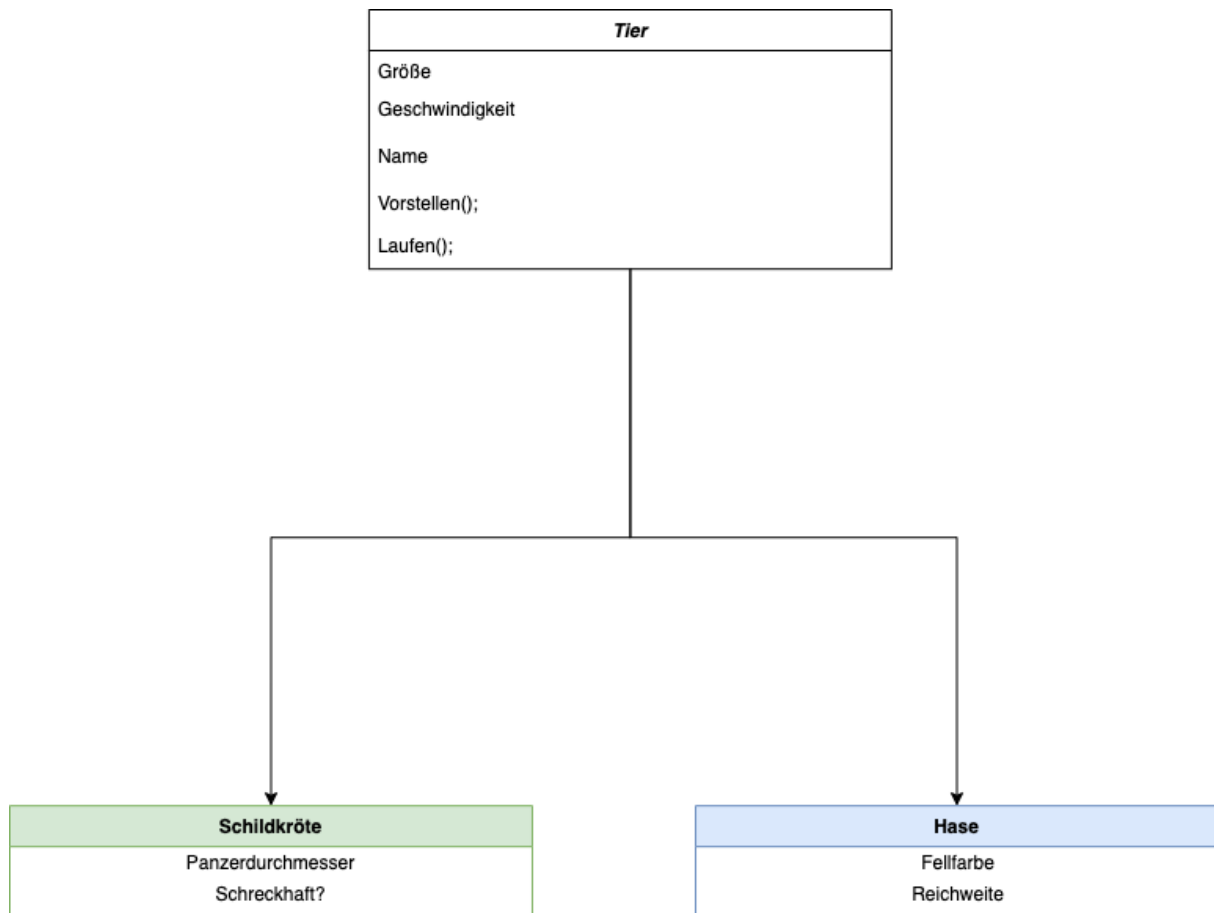 Tier
Größe
Geschwindigkeit
Name
Vorstellen();
Laufen();
Schildkröte
Panzerdurchmesser
Schreckhaft?
Hase
Fellfarbe
Reichweite